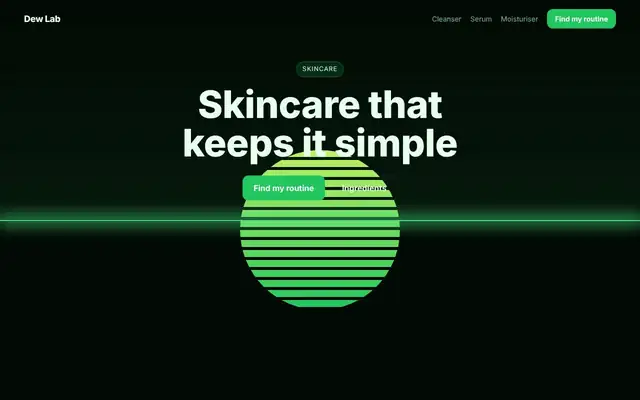 Dew Lab
Cleanser Serum Moisturiser Find my routine
SKINCARE
Skincare that
keeps it simple
Find my routine Ingredients